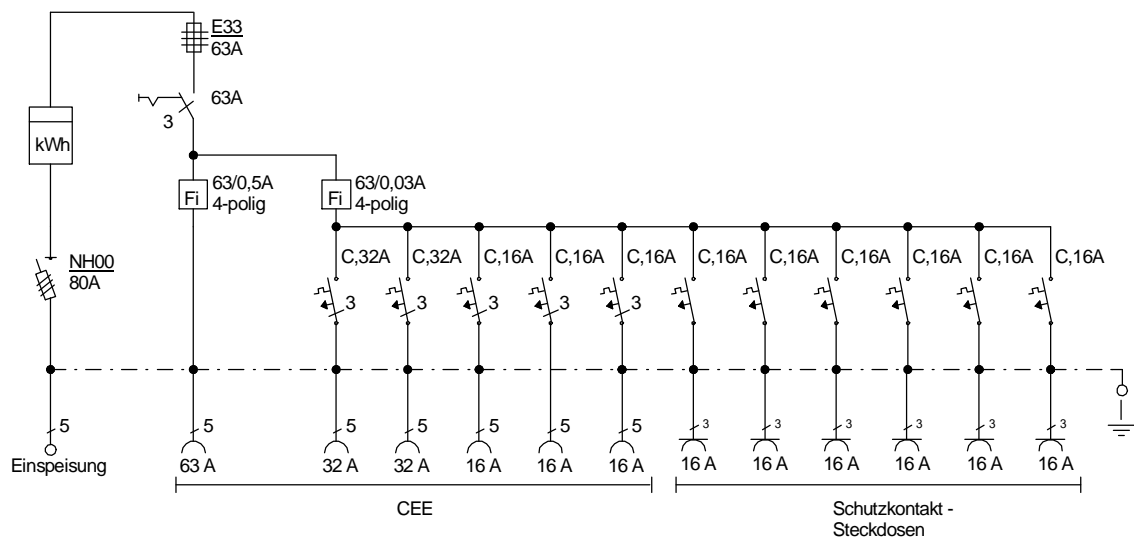 E33
63A
63A
3
kWh
63/0,5A
4-polig
Fi
63/0,03A
4-polig
Fi
NH00
80A
C,32A C,32A C,16A C,16A C,16A C,16A C,16A C,16A C,16A C,16A C,16A
3 3 3 3 3
5 5 5 5 5 5 5 3 3 3 3 3 3
Einspeisung
63 A 32 A 32 A 16 A 16 A 16 A 16 A 16 A 16 A 16 A 16 A 16 A
CEE
Schutzkontakt -
Steckdosen